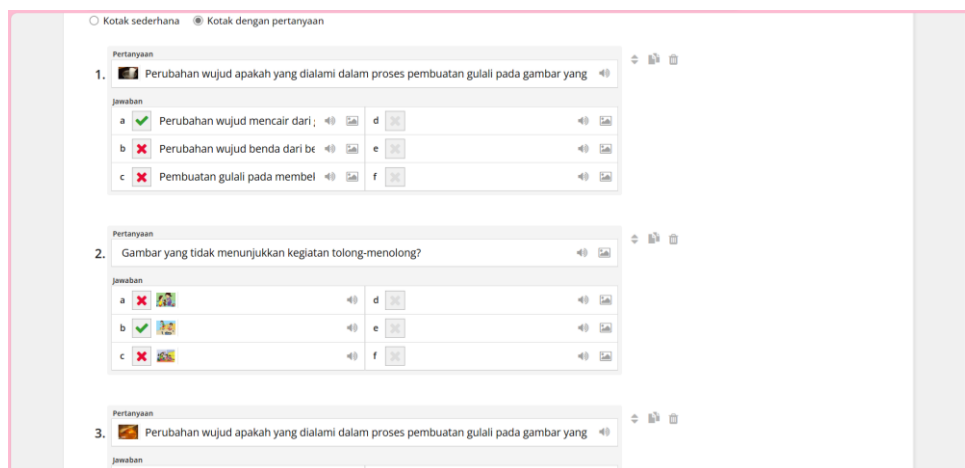 Kotak sederhana Kotak dengan pertanyaan
Pertanyaan
1. Perubahan wujud apakah yang dialami dalam proses pembuatan gulali pada gambar yang
Jawaban
a Perubahan wujud mencair dari d
b Perubahan wujud benda dari be e
c Pembuatan gulali pada membel f
Pertanyaan
2. Gambar yang tidak menunjukkan kegiatan tolong-menolong?
Jawaban
a d
b e
c f
Pertanyaan
3. Perubahan wujud apakah yang dialami dalam proses pembuatan gulali pada gambar yang
Jawaban